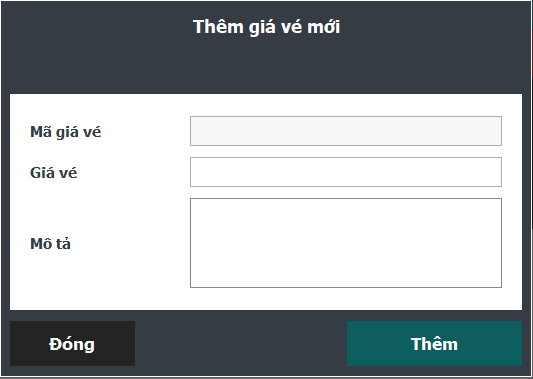 Thêm giá vé mới
Mã giá vé
Giá vé
Mô tả
Đóng
Thêm